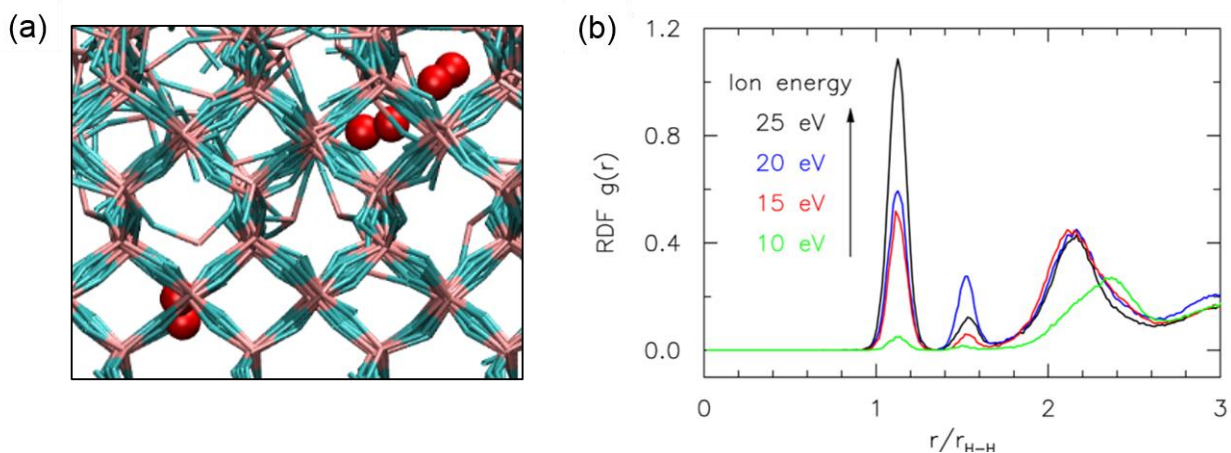 (a)
(b)
1.2
0.8
0.4
0.0
RDF g(r)
Ion energy
25 eV
20 eV
15 eV
10 eV
0
1
2
3
r/r_{H-H}